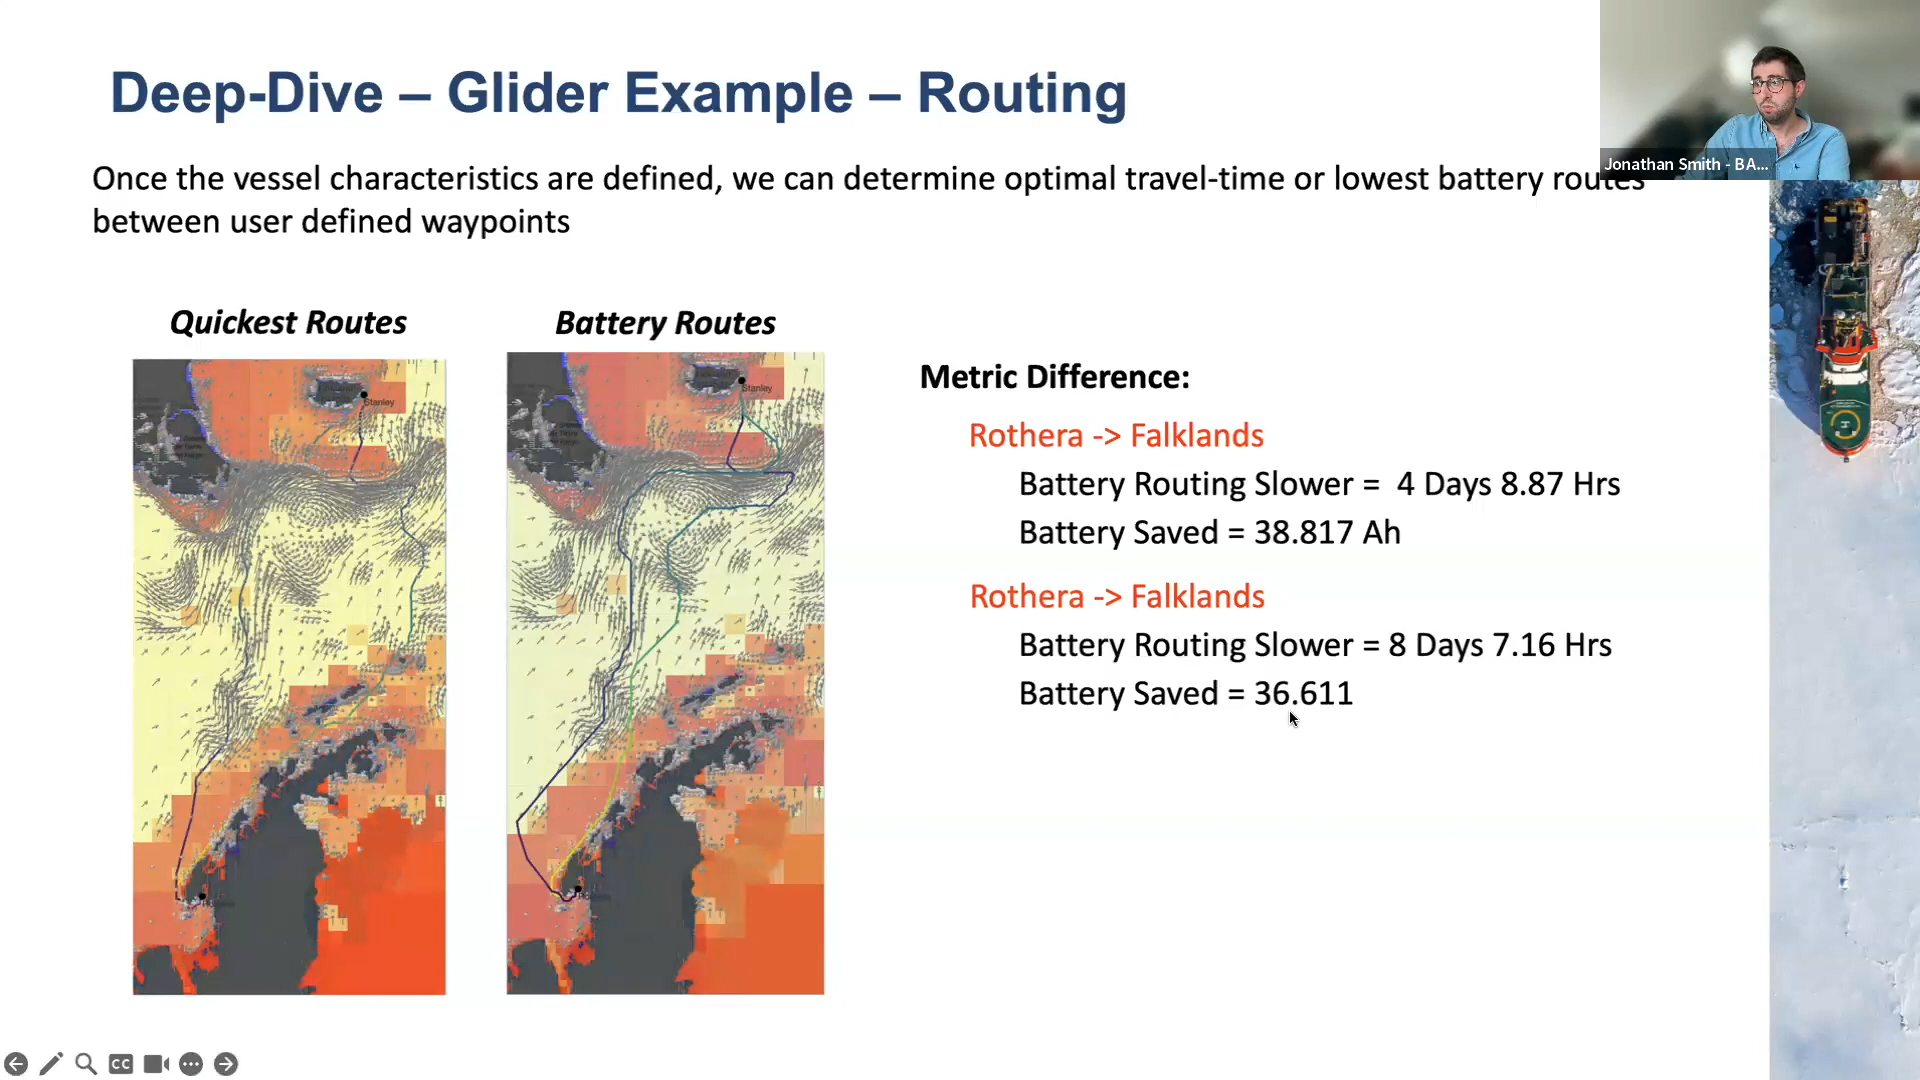 Deep-Dive – Glider Example – Routing
Jonathan Smith - BA...
Once the vessel characteristics are defined, we can determine optimal travel-time or lowest battery routes
between user defined waypoints
Quickest Routes
Battery Routes
Stanley
Stanley
Metric Difference:
Rothera -> Falklands
Battery Routing Slower = 4 Days 8.87 Hrs
Battery Saved = 38.817 Ah
Rothera -> Falklands
Battery Routing Slower = 8 Days 7.16 Hrs
Battery Saved = 36.611
CC